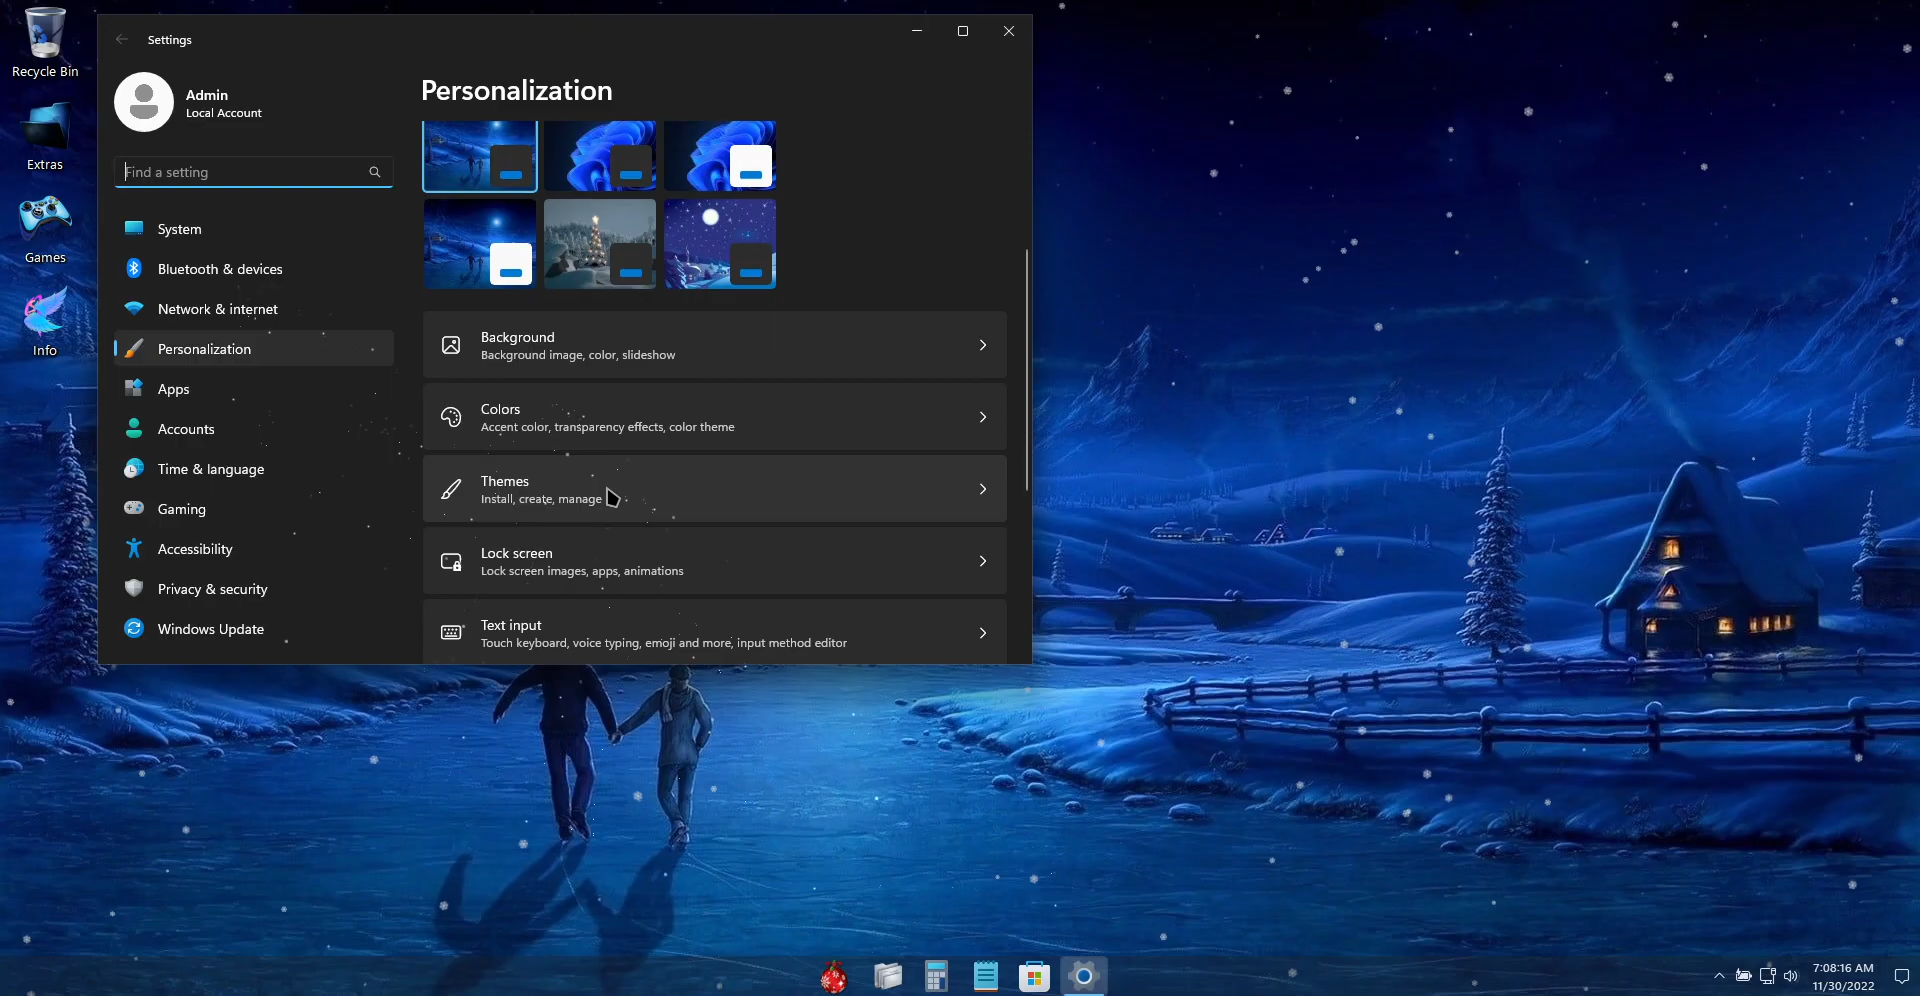 Recycle Bin
Extras
Games
Info
Settings
Admin
Local Account
Find a setting
System
Bluetooth & devices
Network & internet
Personalization
Apps
Accounts
Time & language
Gaming
Accessibility
Privacy & security
Windows Update
Personalization
Background
Background image, color, slideshow
Colors
Accent color, transparency effects, color theme
Themes
Install, create, manage
Lock screen
Lock screen images, apps, animations
Text input
Touch keyboard, voice typing, emoji and more, input method editor
7:08:16 AM
11/30/2022